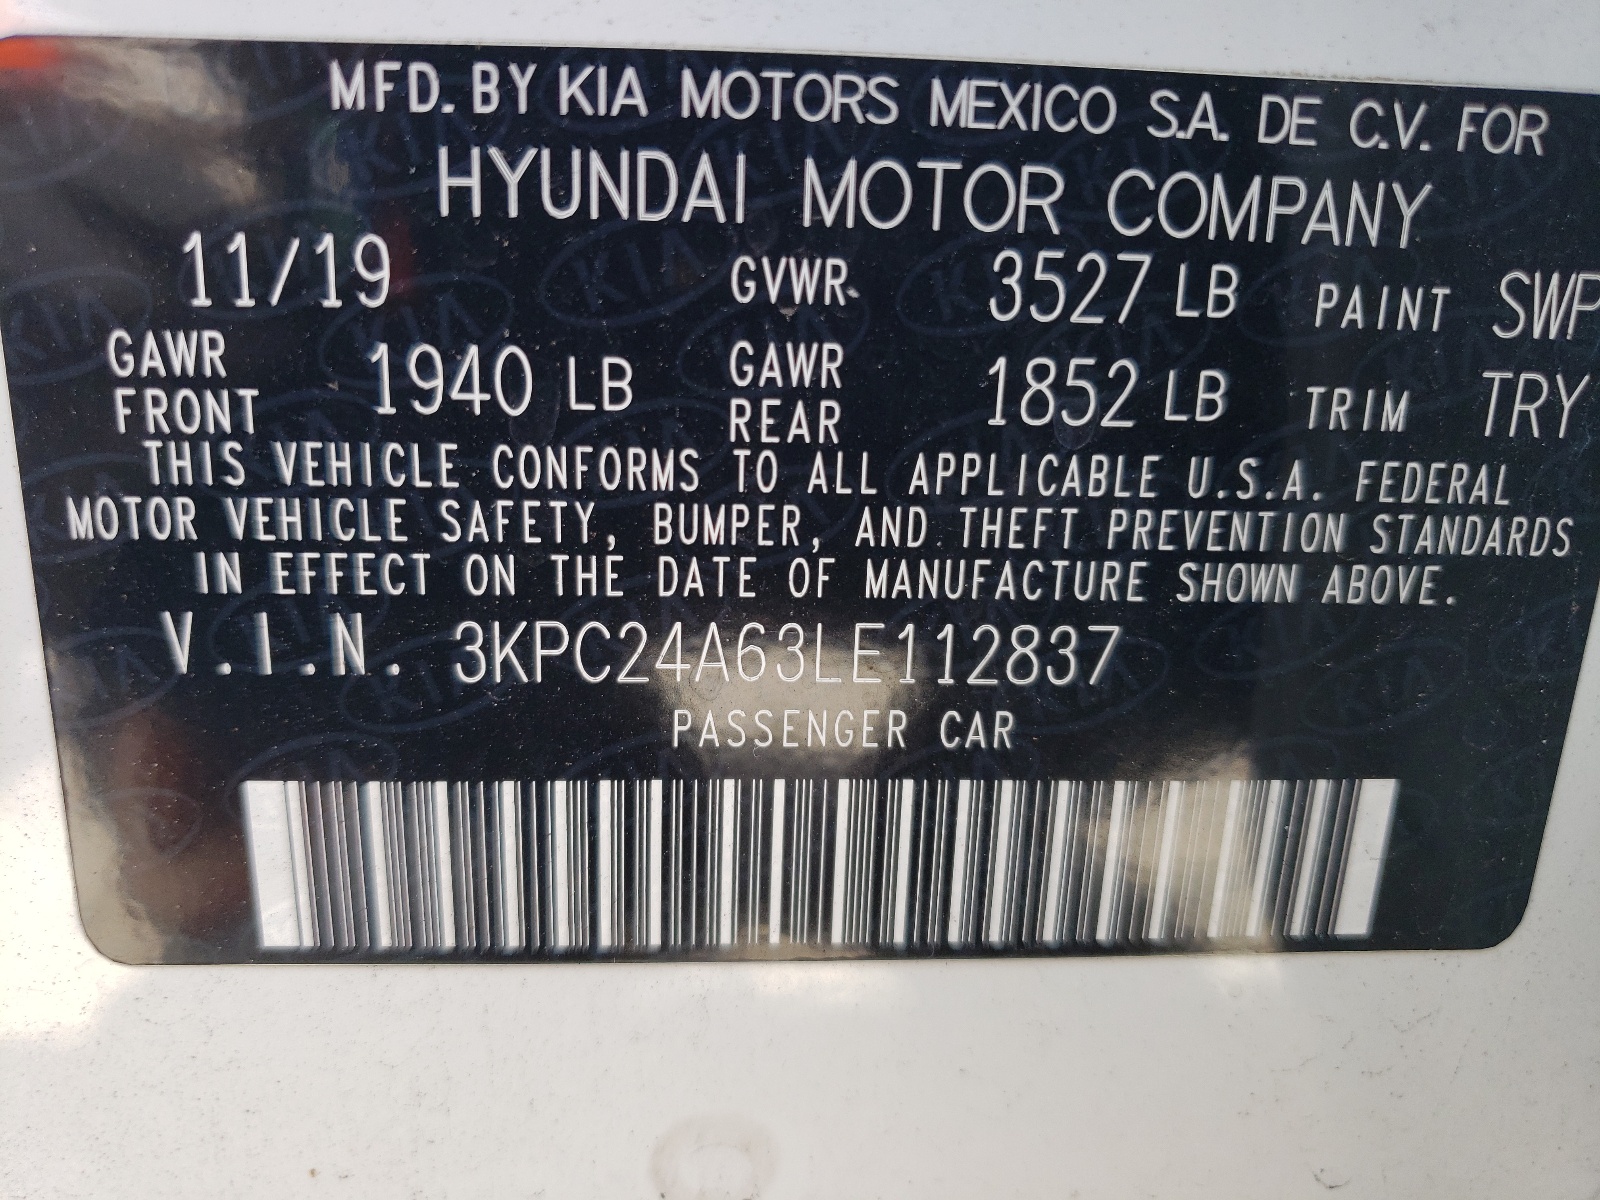 MFD. BY KIA MOTORS MEXICO S.A. DE C.V. FOR
HYUNDAI MOTOR COMPANY
11/19 GVWR 3527 LB PAINT SWP
GAWR FRONT 1940 LB GAWR REAR 1852 LB TRIM TRY
THIS VEHICLE CONFORMS TO ALL APPLICABLE U.S.A. FEDERAL
MOTOR VEHICLE SAFETY, BUMPER, AND THEFT PREVENTION STANDARDS
IN EFFECT ON THE DATE OF MANUFACTURE SHOWN ABOVE.
V.I.N. 3KPC24A63LE112837
PASSENGER CAR